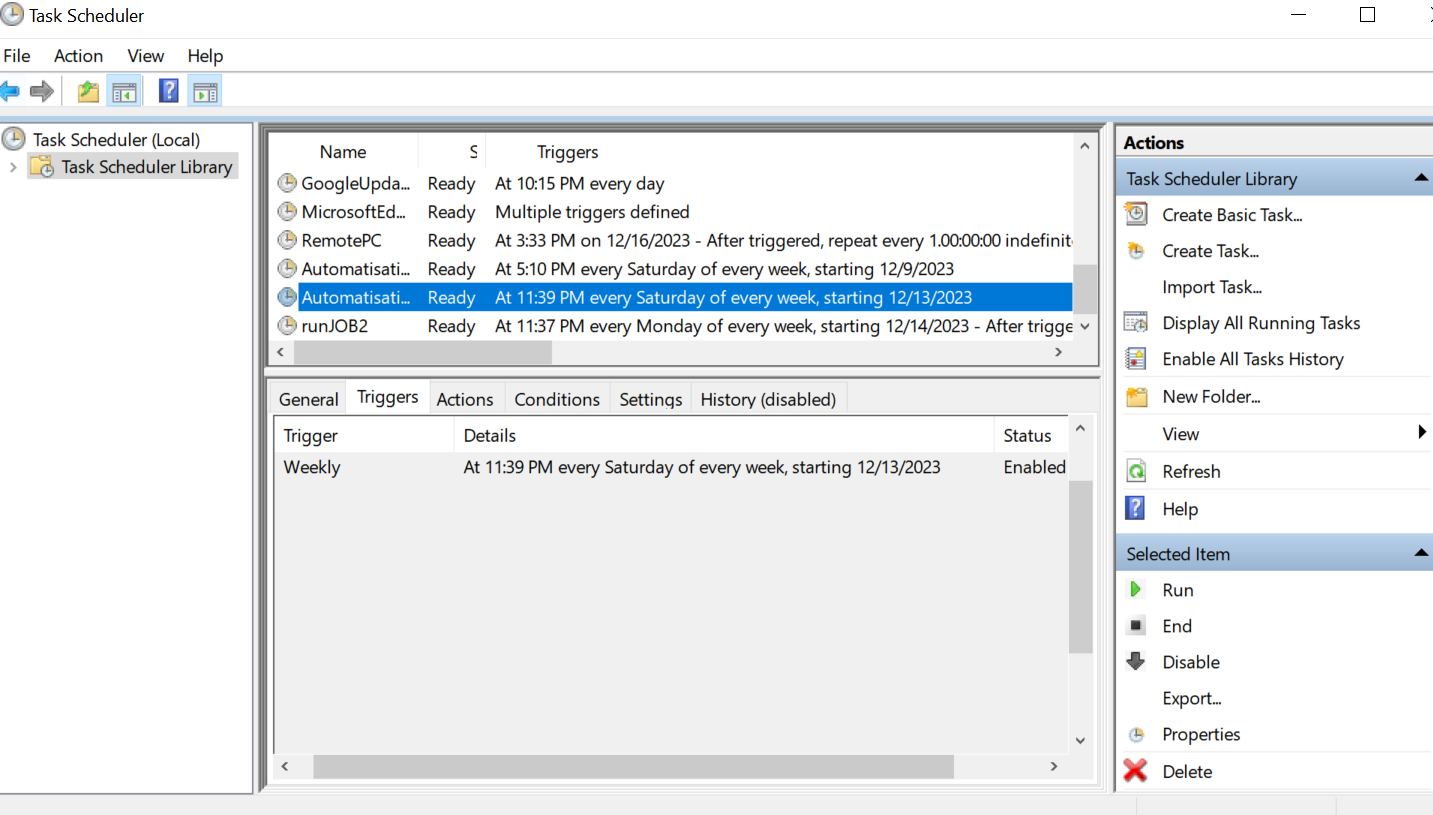 Task Scheduler
File Action View Help
Task Scheduler (Local)
Task Scheduler Library
Name S Triggers
GoogleUpda... Ready At 10:15 PM every day
MicrosoftEd... Ready Multiple triggers defined
RemotePC Ready At 3:33 PM on 12/16/2023 - After triggered, repeat every 1.00:00:00 indefinit
Automatisati... Ready At 5:10 PM every Saturday of every week, starting 12/9/2023
Automatisati... Ready At 11:39 PM every Saturday of every week, starting 12/13/2023
runJOB2 Ready At 11:37 PM every Monday of every week, starting 12/14/2023 - After trigge
General Triggers Actions Conditions Settings History (disabled)
Trigger Details Status
Weekly At 11:39 PM every Saturday of every week, starting 12/13/2023 Enabled
Actions
Task Scheduler Library
Create Basic Task...
Create Task...
Import Task...
Display All Running Tasks
Enable All Tasks History
New Folder...
View
Refresh
Help
Selected Item
Run
End
Disable
Export...
Properties
Delete